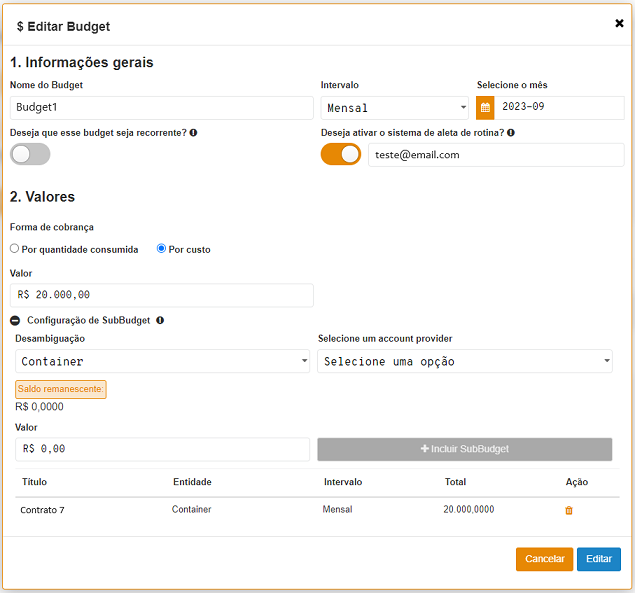 $ Editar Budget
1. Informações gerais
Nome do Budget Intervalo Selecione o mês
Budget1 Mensal 2023-09
Deseja que esse budget seja recorrente? Deseja ativar o sistema de aleta de rotina?
teste@email.com
2. Valores
Forma de cobrança
Por quantidade consumida Por custo
Valor
R$ 20.000,00
Configuração de SubBudget
Desambiguação Selecione um account provider
Container Selecione uma opção
Saldo remanescente:
R$ 0,0000
Valor
R$ 0,00 Incluir SubBudget
Título Entidade Intervalo Total Ação
Contrato 7 Container Mensal 20.000,0000
Cancelar Editar